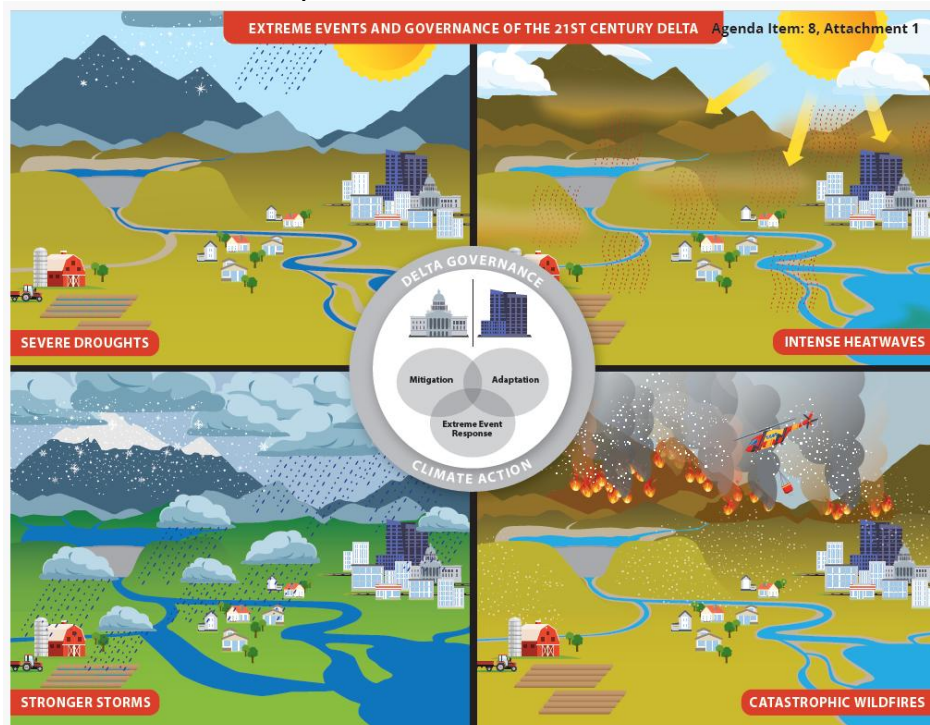 EXTREME EVENTS AND GOVERNANCE OF THE 21ST CENTURY DELTA
Agenda Item: 8, Attachment 1
SEVERE DROUGHTS
INTENSE HEATWAVES
DELTA GOVERNANCE
Mitigation
Adaptation
Extreme Event
Response
CLIMATE ACTION
STRONGER STORMS
CATASTROPHIC WILDFIRES